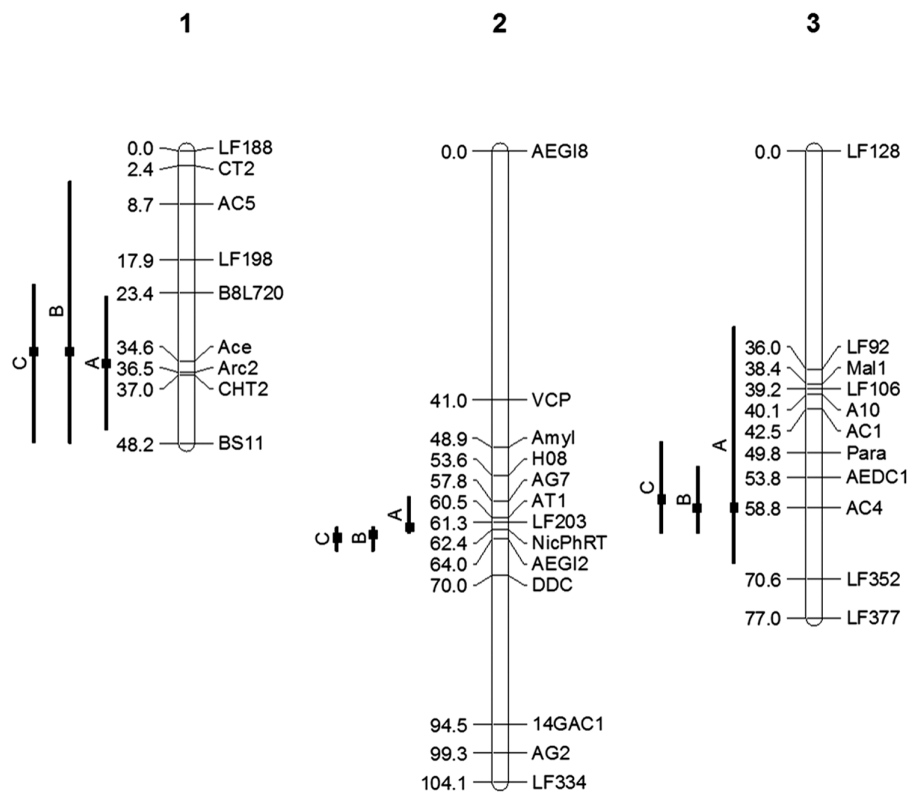 1
2
3
0.0 LF188
2.4 CT2
8.7 AC5
17.9 LF198
23.4 B8L720
34.6 Ace
36.5 Arc2
37.0 CHT2
48.2 BS11
C
B
A
0.0 AEGI8
41.0 VCP
48.9 Amyl
53.6 H08
57.8 AG7
60.5 AT1
61.3 LF203
62.4 NicPhRT
64.0 AEGI2
70.0 DDC
94.5 14GAC1
99.3 AG2
104.1 LF334
C
B
A
0.0 LF128
36.0 LF92
38.4 Mal1
39.2 LF106
40.1 A10
42.5 AC1
49.8 Para
53.8 AEDC1
58.8 AC4
70.6 LF352
77.0 LF377
C
B
A